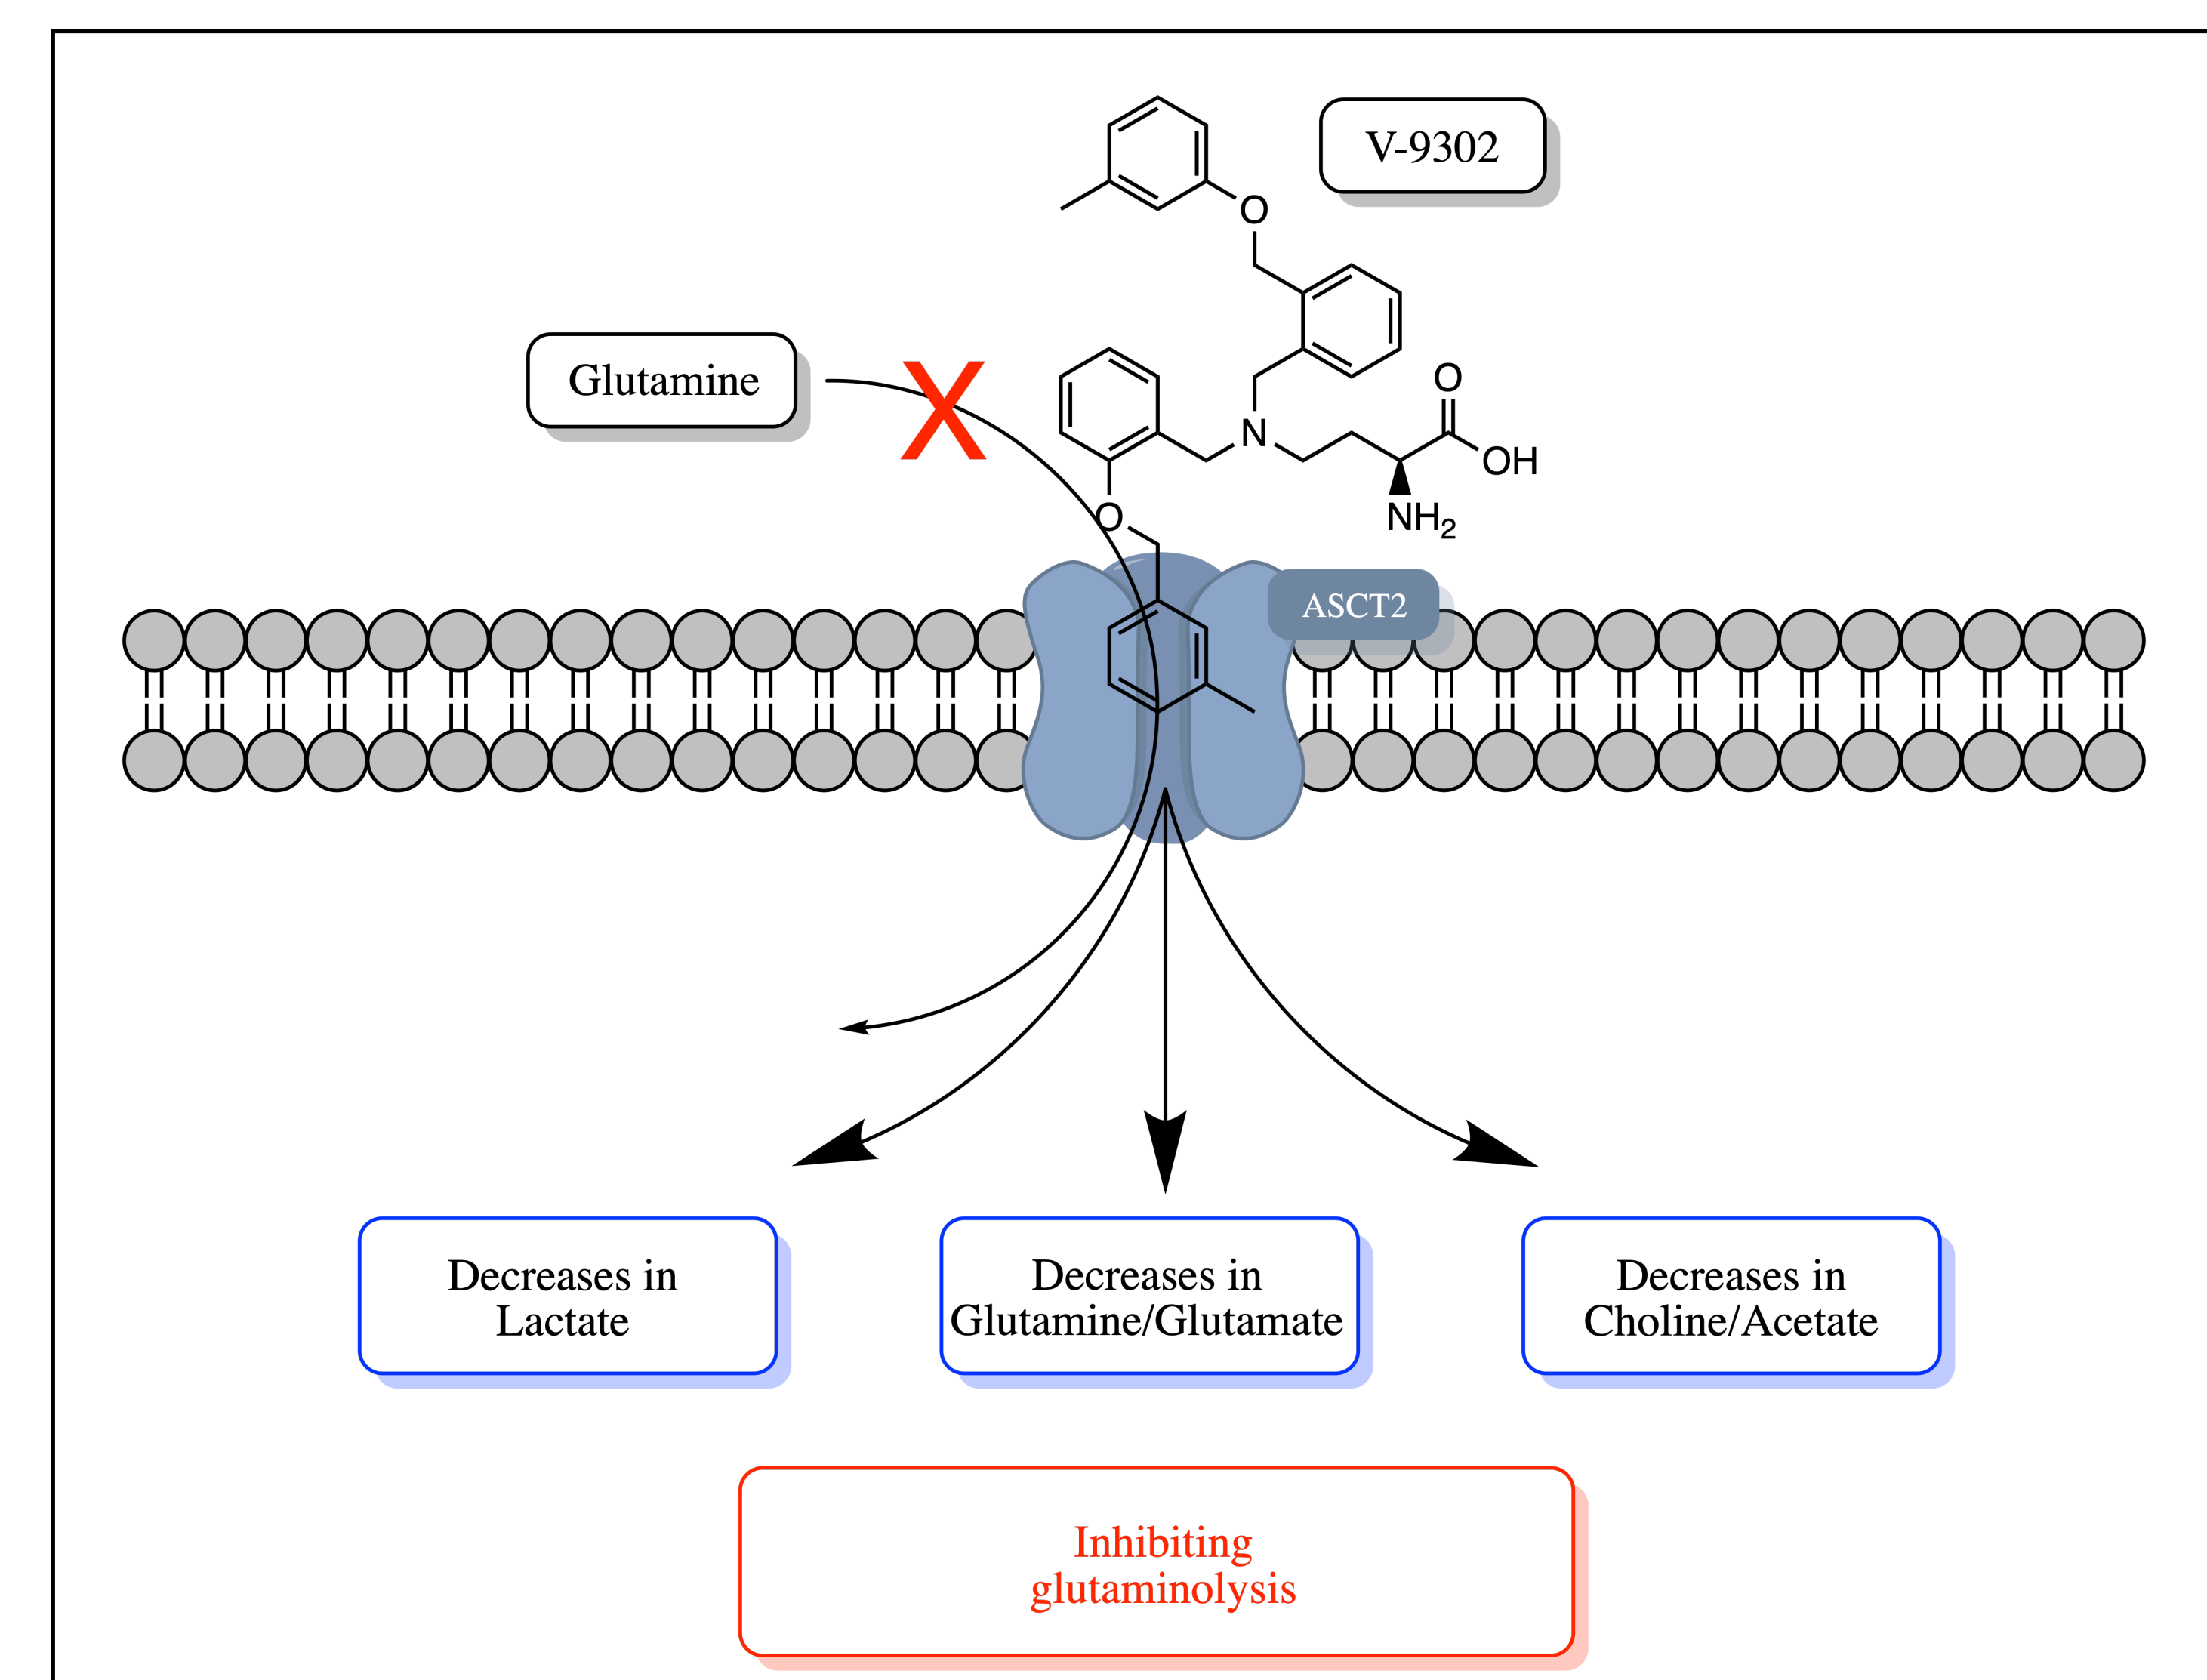 V-9302
O
Glutamine
O
N
OH
NH2
O
ASCT2
Decreases in
Lactate
Decreases in
Glutamine/Glutamate
Decreases in
Choline/Acetate
Inhibiting
glutaminolysis